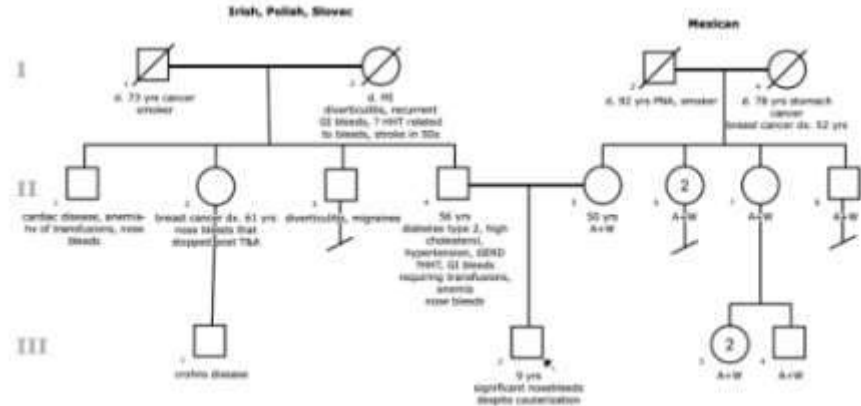 Irish, Polish, Slovac
Mexican
I
d. 73 yrs cancer
smoker
d. MI
diverticulitis, recurrent
GI bleeds, ? HHT related
to bleeds, stroke in 50s
d. 92 yrs PNA, smoker
d. 78 yrs stomach
cancer
breast cancer dx. 52 yrs
II
cardiac disease, anemia-
hx of transfusions, nose
bleeds
breast cancer dx. 61 yrs
nose bleeds that
stopped post T&A
diverticulitis, migraines
56 yrs
diabetes type 2, high
cholesterol,
hypertension, GERD
?HHT, GI bleeds
requiring transfusions,
anemia
nose bleeds
50 yrs
A+W
2
A+W
A+W
A+W
III
crohns disease
9 yrs
significant nosebleeds
despite cauterization
2
A+W
A+W